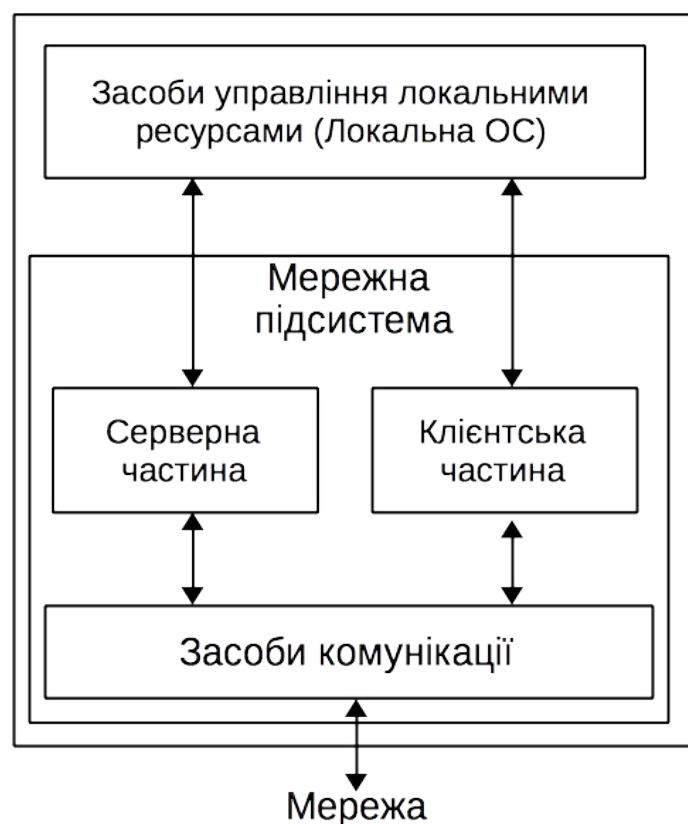 Засоби управління локальними
ресурсами (Локальна ОС)
Мережна
підсистема
Серверна
частина
Клієнтська
частина
Засоби комунікації
Мережа